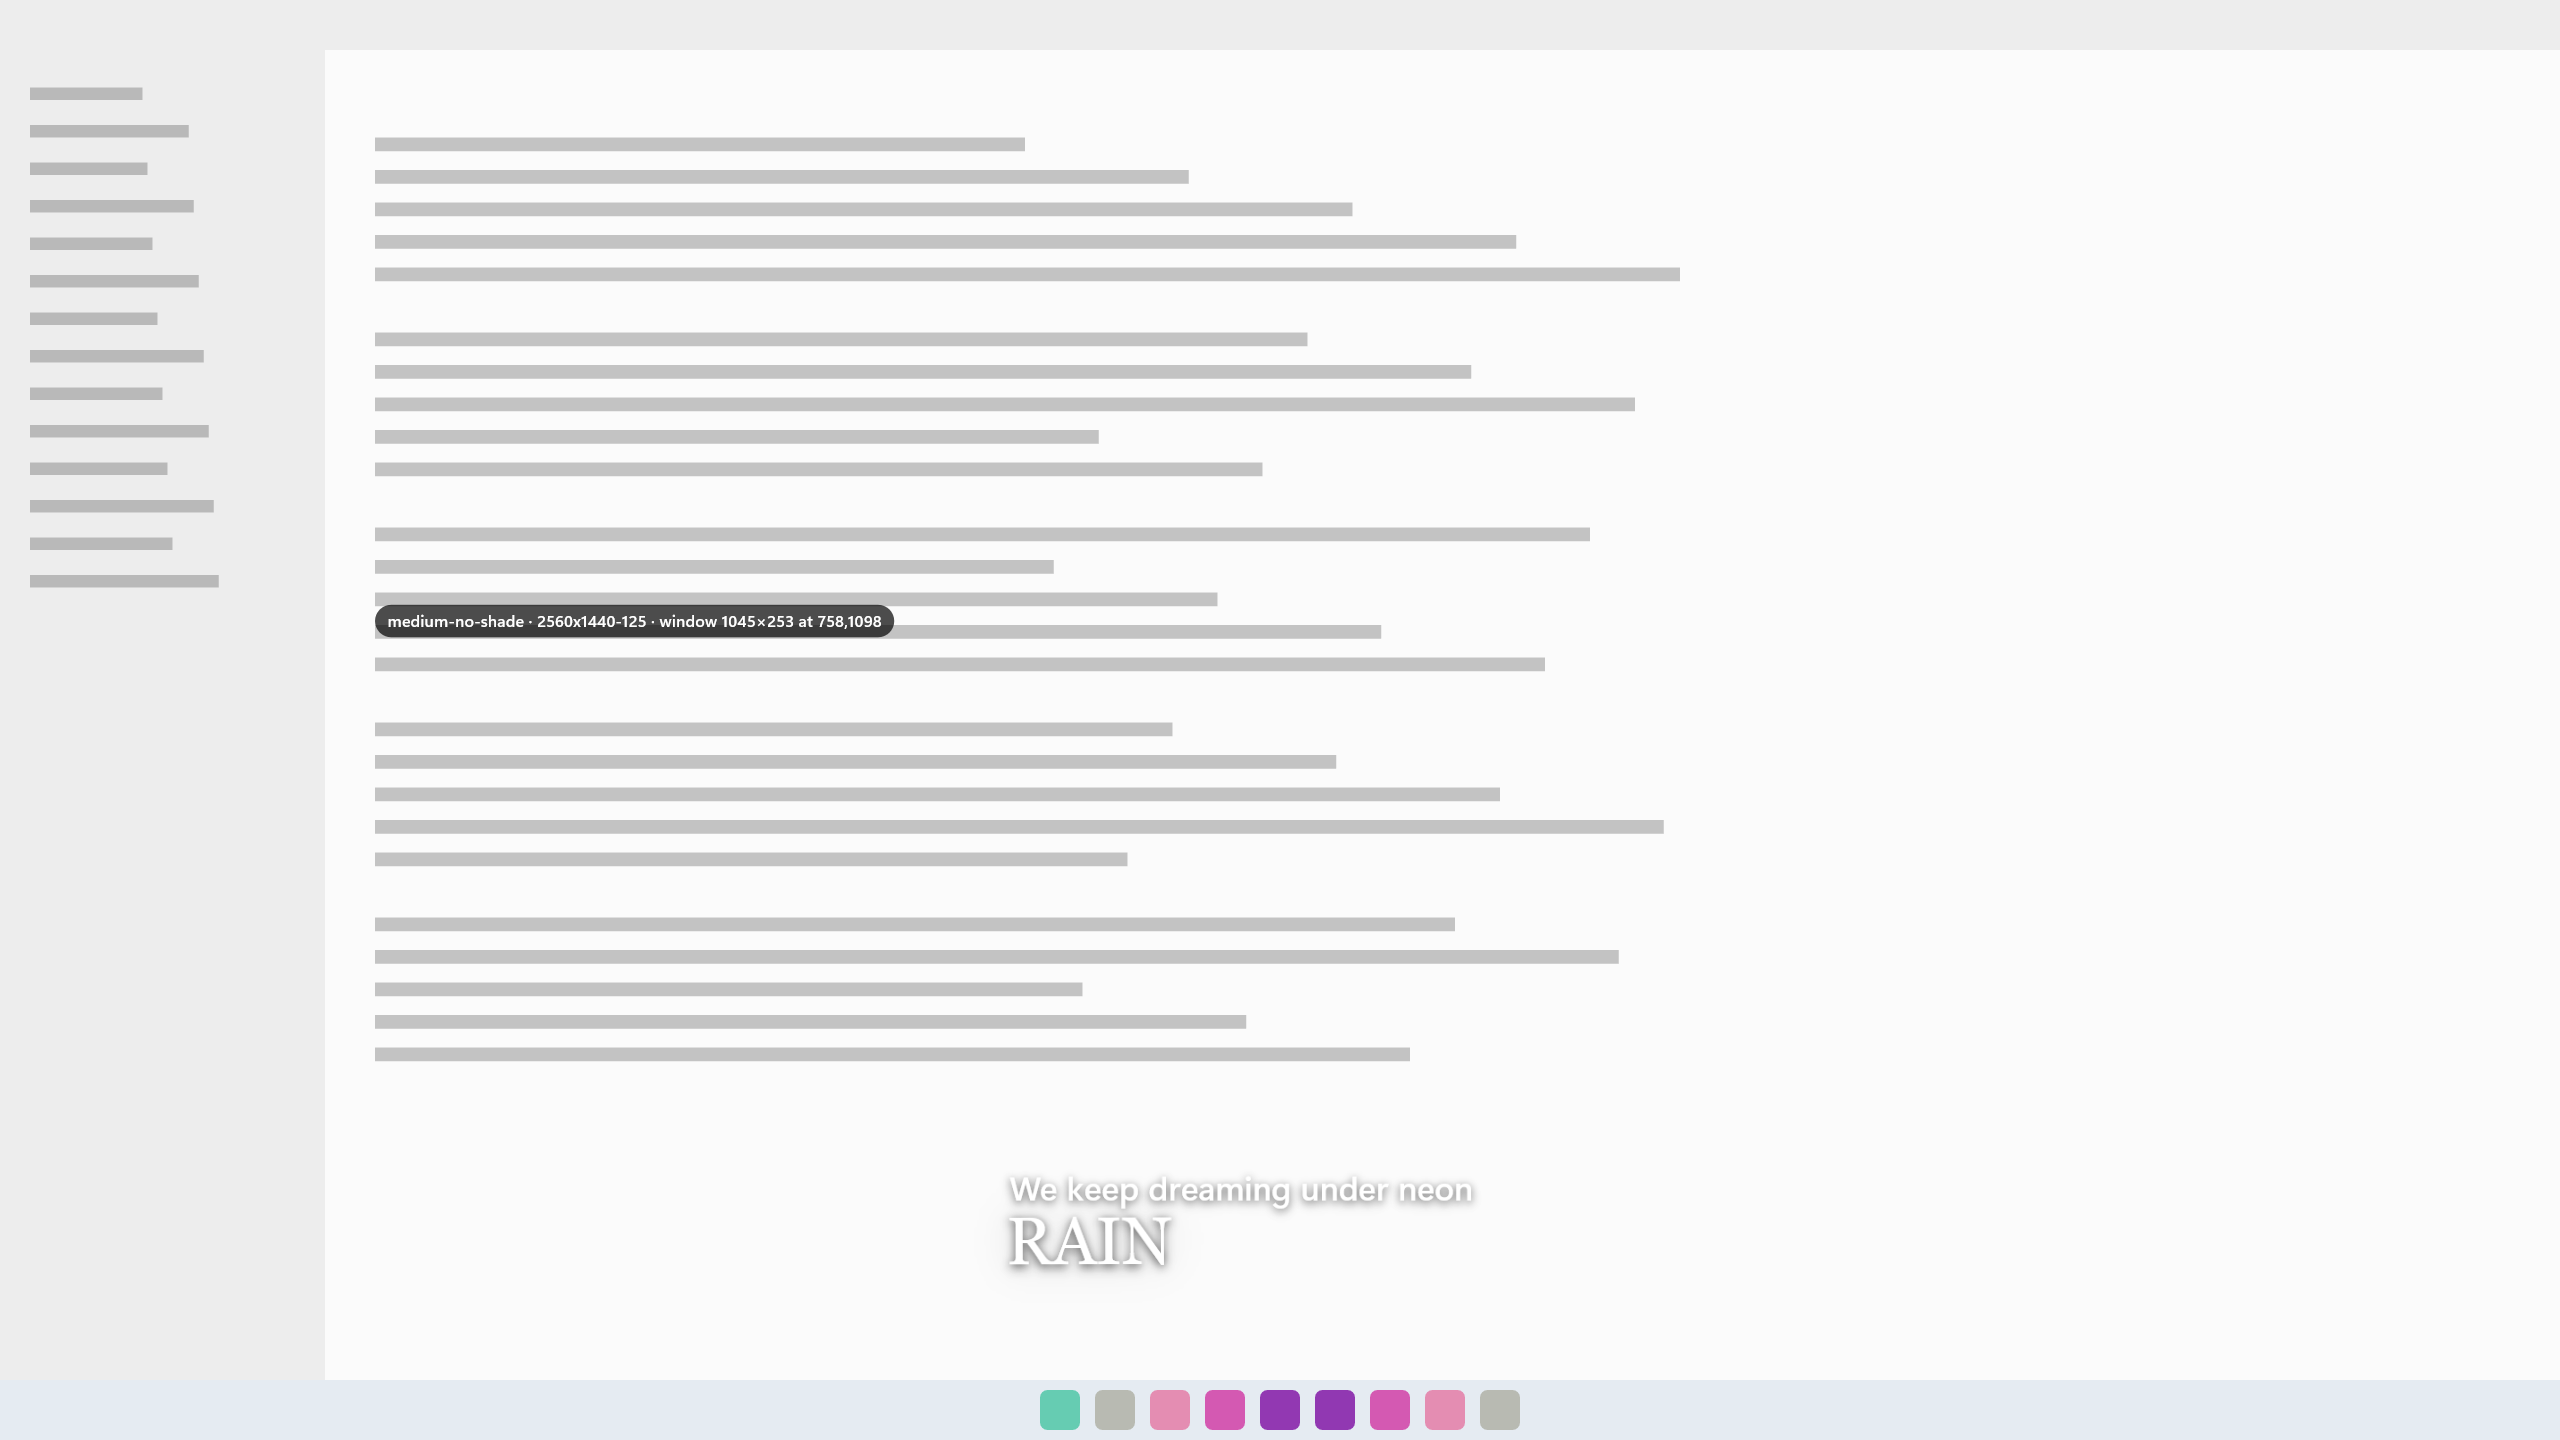 medium-no-shade · 2560x1440-125 · window 1045×253 at 758,1098
We keep dreaming under neon
RAIN